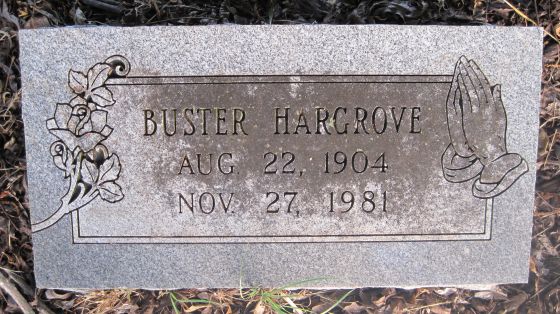 BUSTER HARGROVE
AUG. 22, 1904
NOV. 27, 1981